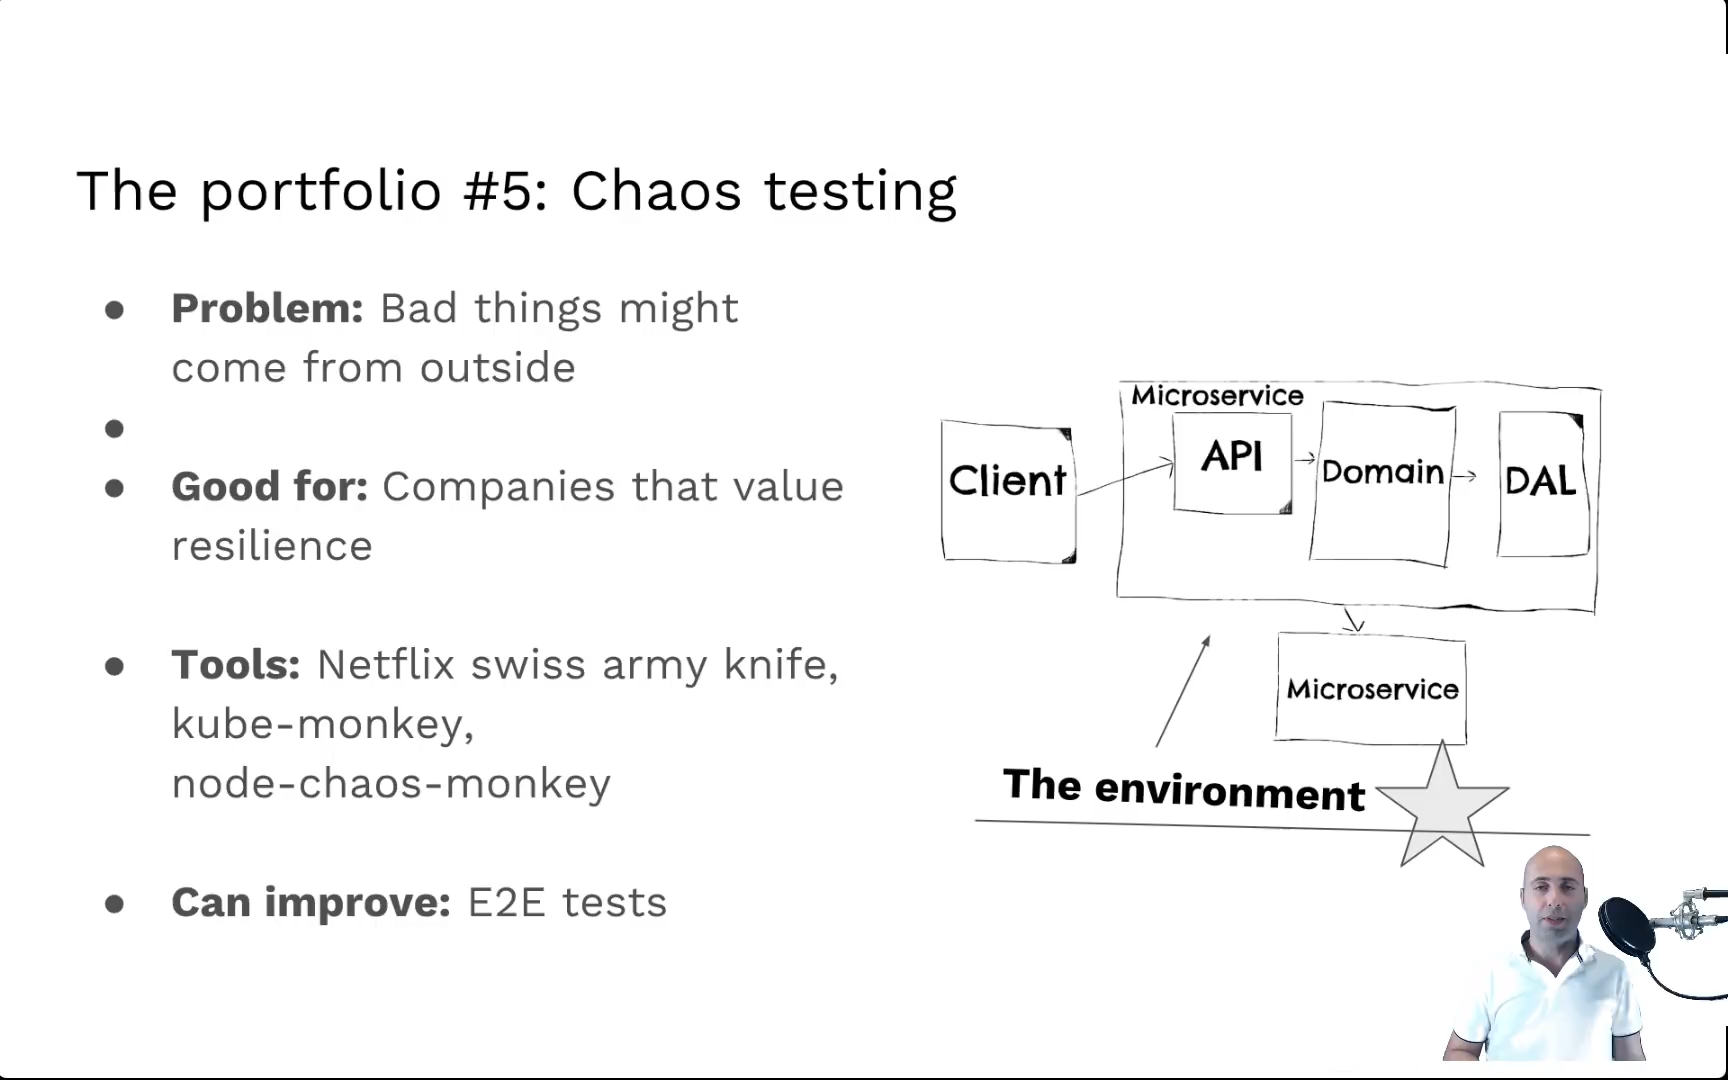 The portfolio #5: Chaos testing
● Problem: Bad things might
come from outside
●
● Good for: Companies that value
resilience
● Tools: Netflix swiss army knife,
kube-monkey,
node-chaos-monkey
● Can improve: E2E tests
Microservice
Client
API
Domain
DAL
Microservice
The environment